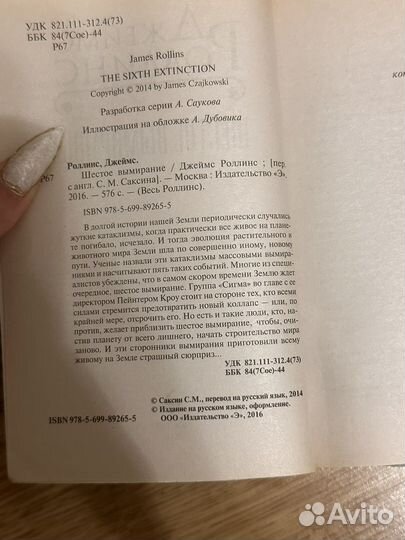 УДК 821.111-312.4(73)
ББК 84(7Сое)-44
Р67
James Rollins
THE SIXTH EXTINCTION
Copyright © 2014 by James Czajkowski
Разработка серии А. Саукова
Иллюстрация на обложке А. Дубовика
Роллинс, Джеймс.
Р67
Шестое вымирание / Джеймс Роллинс ; [пер.
с англ. С. М. Саксина]. — Москва : Издательство «Э»,
2016. — 576 с. — (Весь Роллинс).
ISBN 978-5-699-89265-5
В долгой истории нашей Земли периодически случались
жуткие катаклизмы, когда практически все живое на плане-
те погибало, исчезало. И тогда эволюция растительного и
животного мира Земли шла по совершенно иному, новому
пути. Ученые назвали эти катаклизмы массовыми вымира-
ниями и насчитывают пять таких событий. Многие из специ-
алистов убеждены, что в самом скором времени Землю ждет
очередное, шестое вымирание. Группа «Сигма» во главе с ее
директором Пейнтером Кроу стоит на стороне тех, кто все-
ми силами стремится предотвратить новый коллапс — или, по
крайней мере, отсрочить его. Но есть и такие люди, кто, на-
против, желает приблизить шестое вымирание, чтобы, очи-
стив планету от всего лишнего, начать строительство мира
заново. И эти сторонники вымирания приготовили всему
живому на Земле страшный сюрприз...
УДК 821.111-312.4(73)
ББК 84(7Сое)-44
© Саксин С.М., перевод на русский язык, 2014
© Издание на русском языке, оформление.
ООО «Издательство «Э», 2016
ISBN 978-5-699-89265-5
ком
Avito